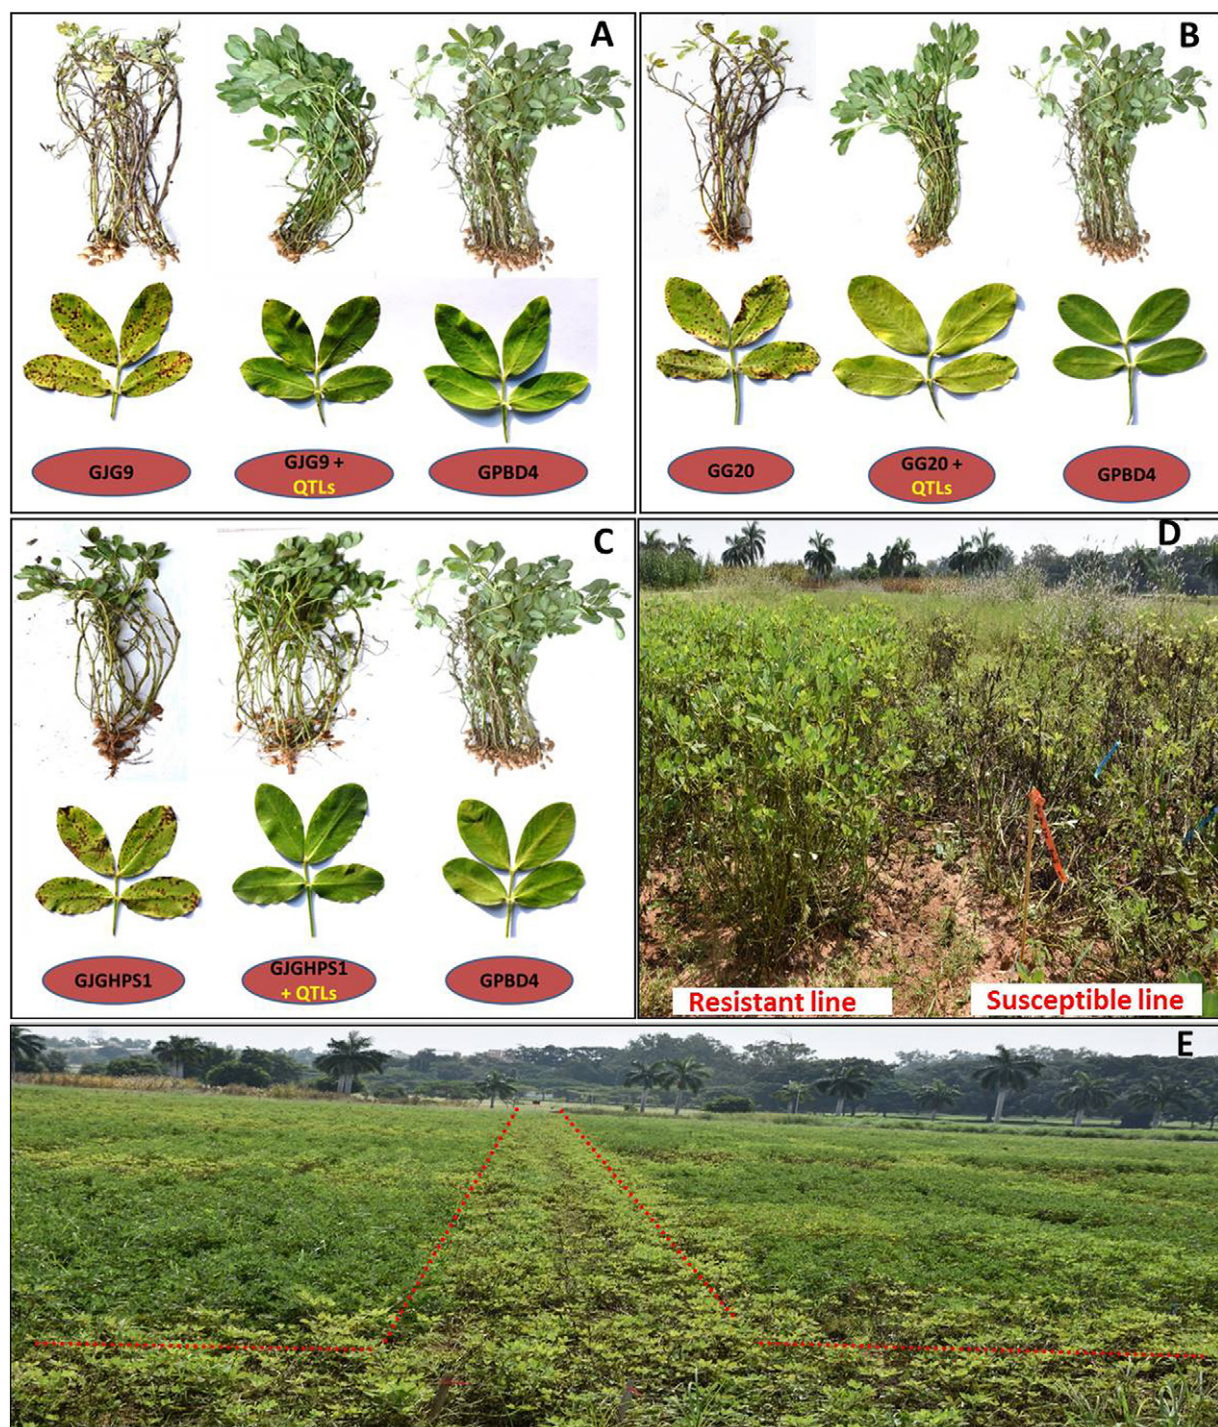 A
GJG9
GJG9 +
QTLs
GPBD4
B
GG20
GG20 +
QTLs
GPBD4
C
GJGHPS1
GJGHPS1
+ QTLs
GPBD4
D
Resistant line
Susceptible line
E